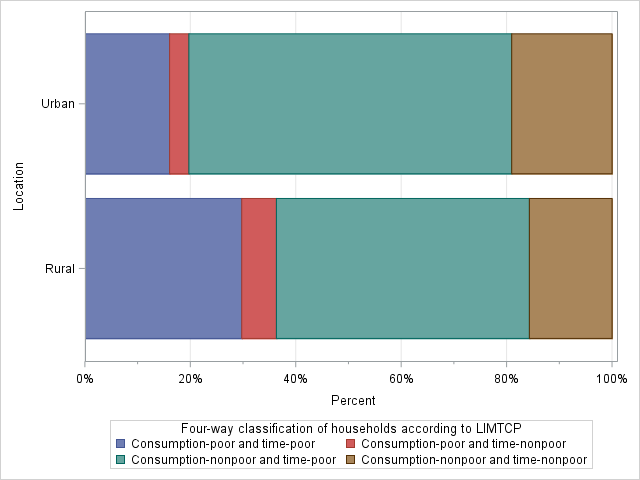 Urban
Rural
Location
0% 20% 40% 60% 80% 100%
Percent
Four-way classification of households according to LIMTCP
Consumption-poor and time-poor Consumption-poor and time-nonpoor
Consumption-nonpoor and time-poor Consumption-nonpoor and time-nonpoor